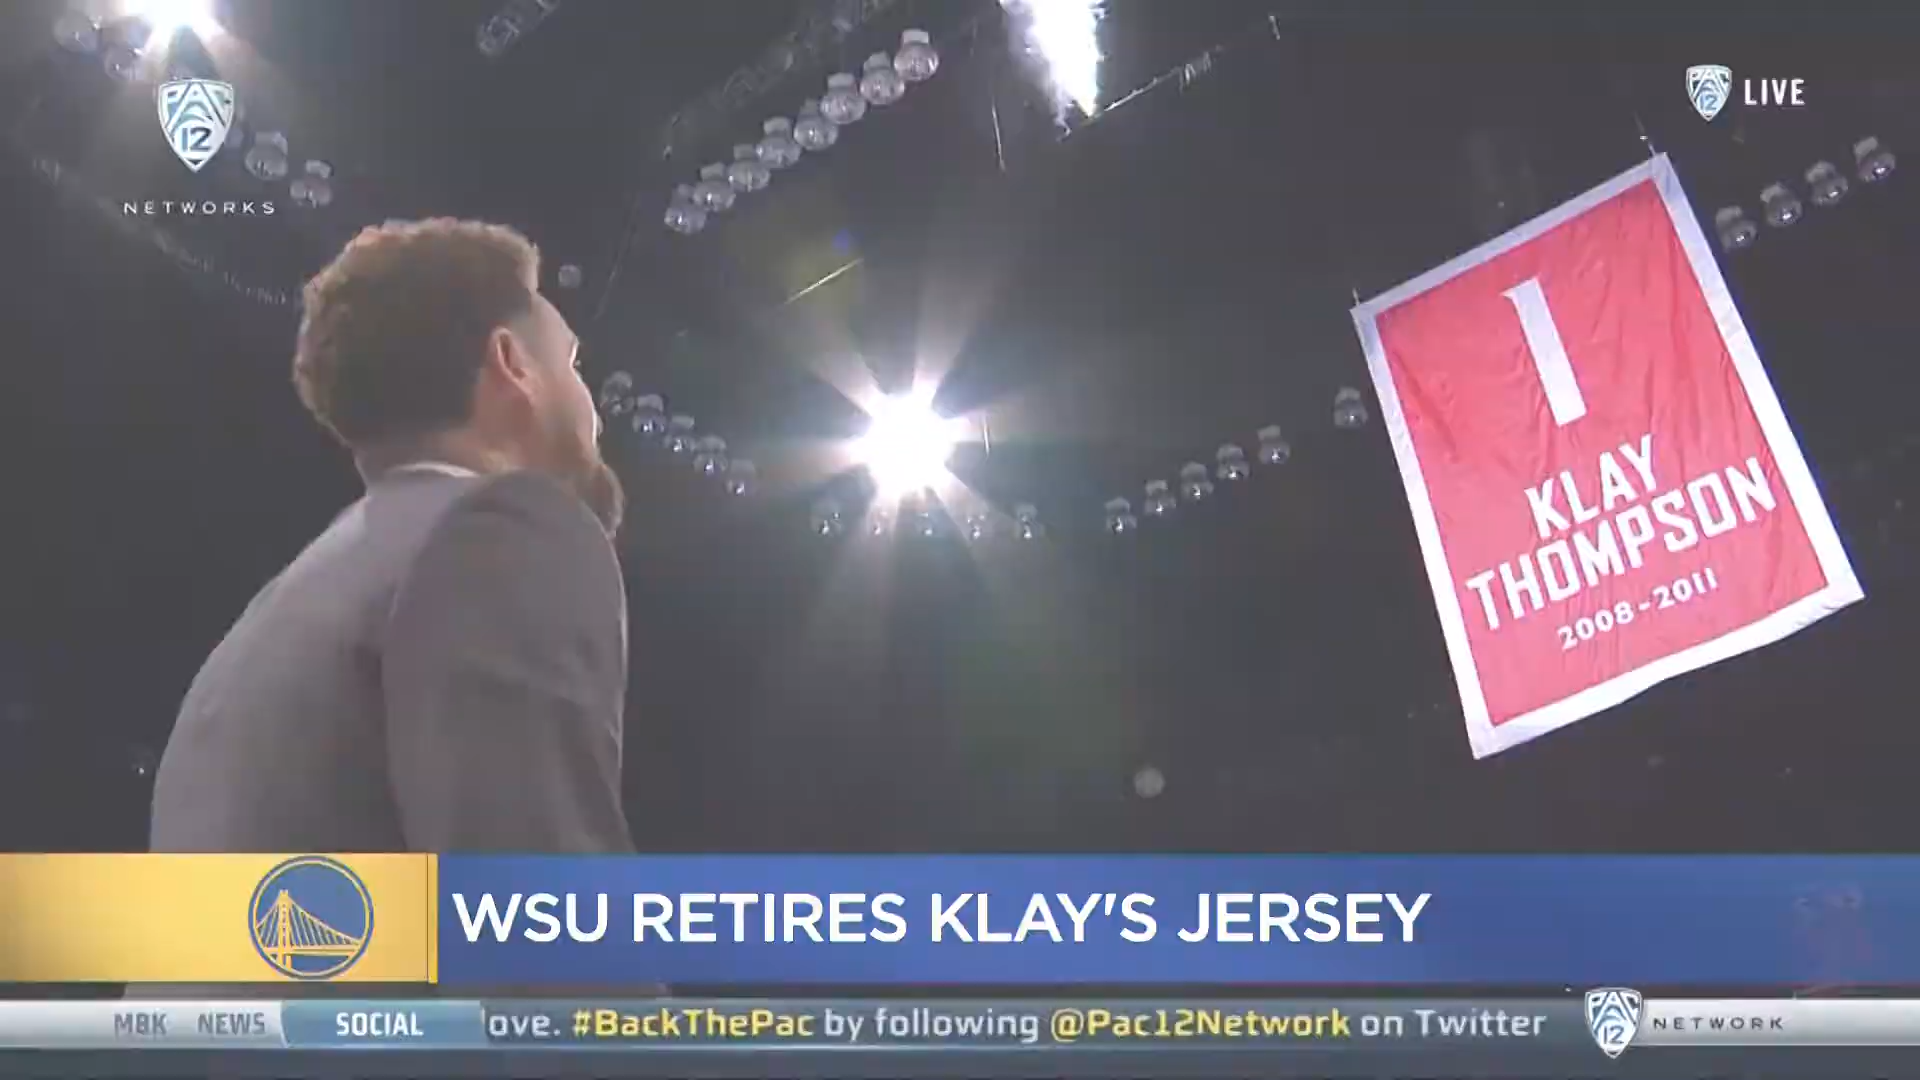 PAC
12
NETWORKS
PAC
12
LIVE
1
KLAY
THOMPSON
2008-2011
WSU RETIRES KLAY'S JERSEY
MBK NEWS SOCIAL love. #BackThePac by following @Pac12Network on Twitter
PAC
12
NETWORK